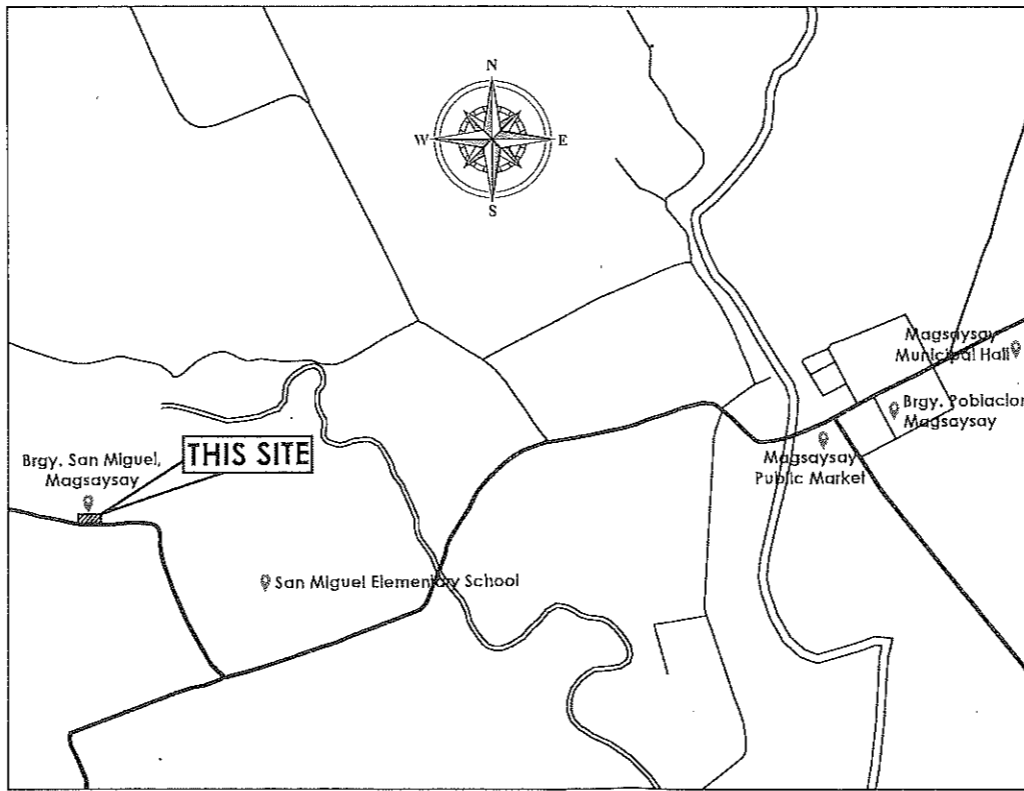 N
W
E
S
Magsaysay
Municipal Hall
Brgy. Poblacion
Magsaysay
Magsaysay
Public Market
THIS SITE
Brgy. San Miguel,
Magsaysay
San Miguel Elementary School